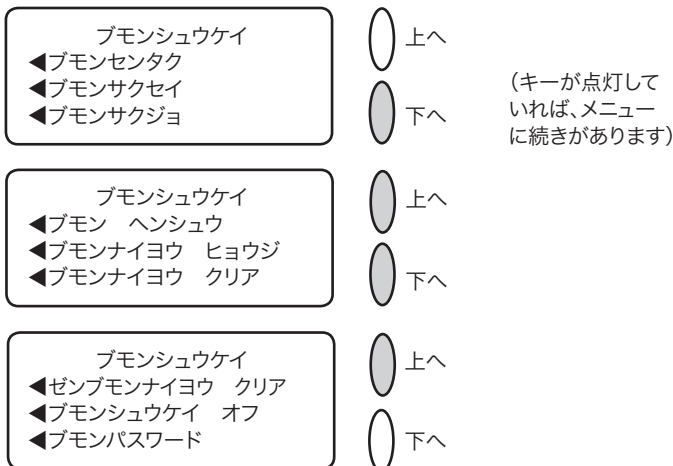 ブモンシュウケイ
◀ブモンセンタク
◀ブモンサクセイ
◀ブモンサクジョ
上へ
下へ
(キーが点灯して
いれば、メニュー
に続きがあります)
ブモンシュウケイ
◀ブモン　ヘンシュウ
◀ブモンナイヨウ　ヒョウジ
◀ブモンナイヨウ　クリア
上へ
下へ
ブモンシュウケイ
◀ゼンブモンナイヨウ　クリア
◀ブモンシュウケイ　オフ
◀ブモンパスワード
上へ
下へ